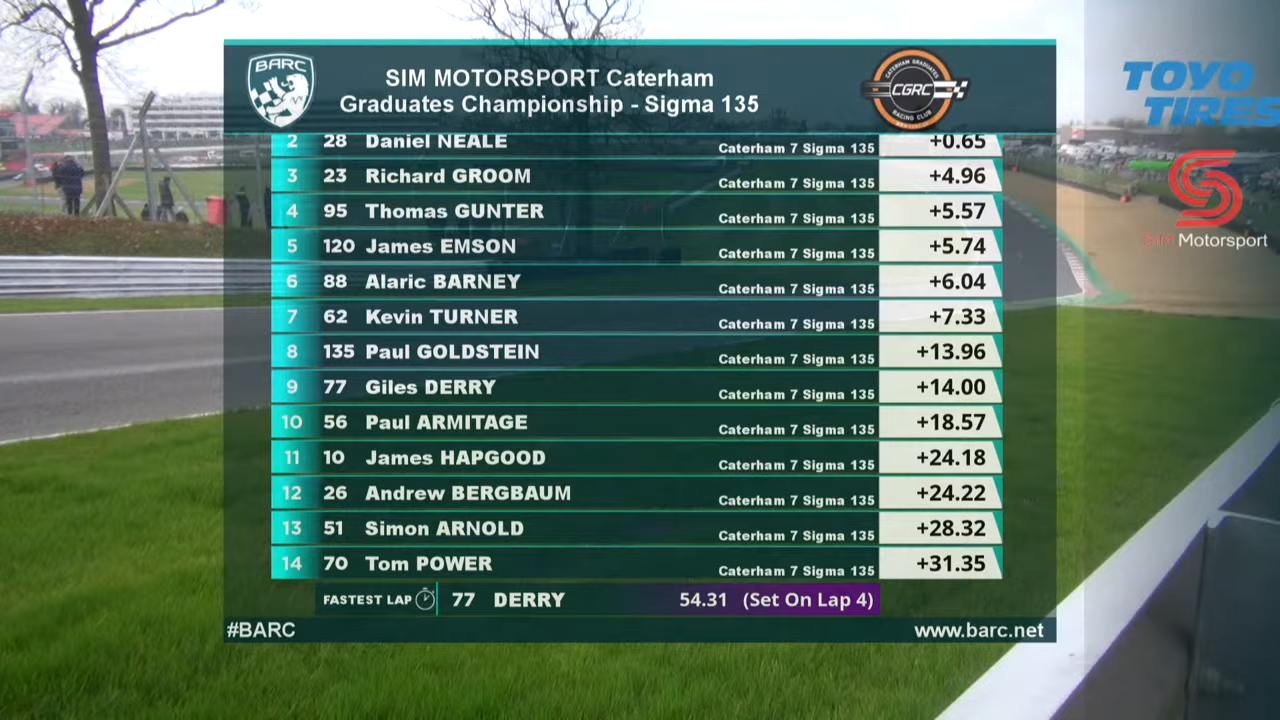 BARC
SIM MOTORSPORT Caterham
Graduates Championship - Sigma 135
CATERHAM GRADUATES
CGRC
RACING CLUB
TOYO
TIRES
SIM Motorsport
2 28 Daniel NEALE Caterham 7 Sigma 135 +0.65
3 23 Richard GROOM Caterham 7 Sigma 135 +4.96
4 95 Thomas GUNTER Caterham 7 Sigma 135 +5.57
5 120 James EMSON Caterham 7 Sigma 135 +5.74
6 88 Alaric BARNEY Caterham 7 Sigma 135 +6.04
7 62 Kevin TURNER Caterham 7 Sigma 135 +7.33
8 135 Paul GOLDSTEIN Caterham 7 Sigma 135 +13.96
9 77 Giles DERRY Caterham 7 Sigma 135 +14.00
10 56 Paul ARMITAGE Caterham 7 Sigma 135 +18.57
11 10 James HAPGOOD Caterham 7 Sigma 135 +24.18
12 26 Andrew BERGBAUM Caterham 7 Sigma 135 +24.22
13 51 Simon ARNOLD Caterham 7 Sigma 135 +28.32
14 70 Tom POWER Caterham 7 Sigma 135 +31.35
FASTEST LAP 77 DERRY 54.31 (Set On Lap 4)
#BARC www.barc.net